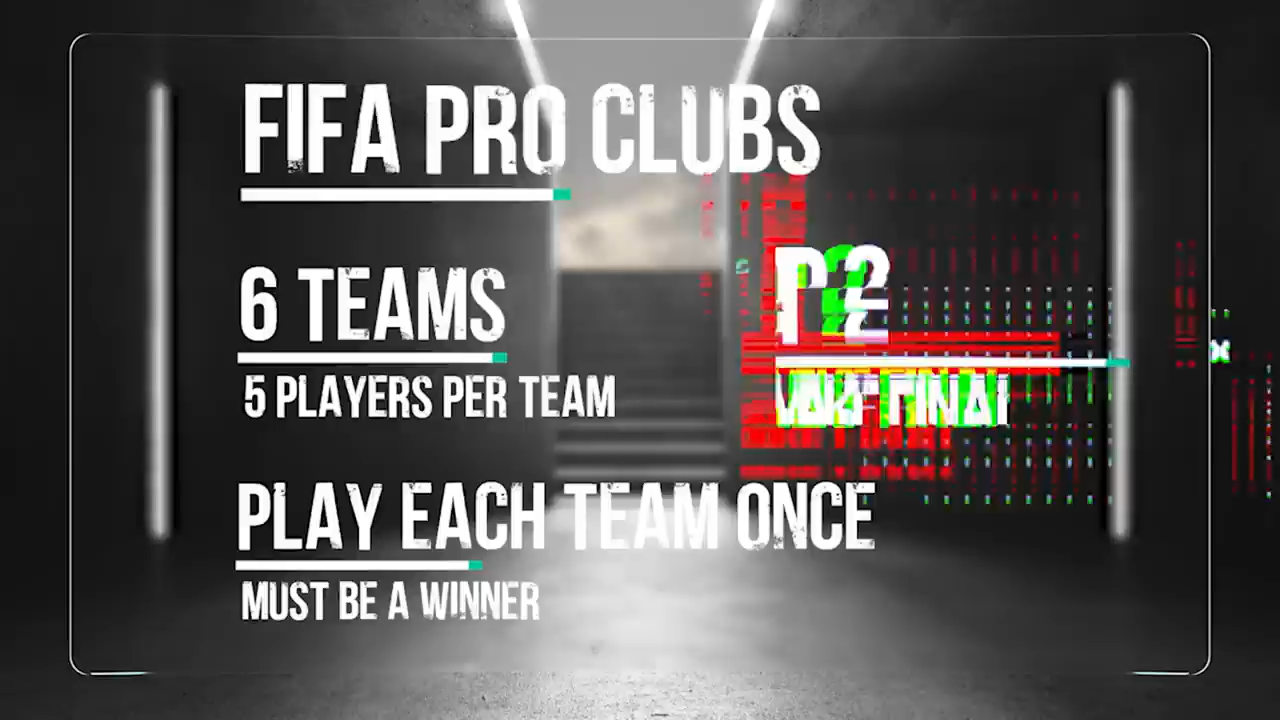 FIFA PRO CLUBS
6 TEAMS
5 PLAYERS PER TEAM
PLAY EACH TEAM ONCE
MUST BE A WINNER